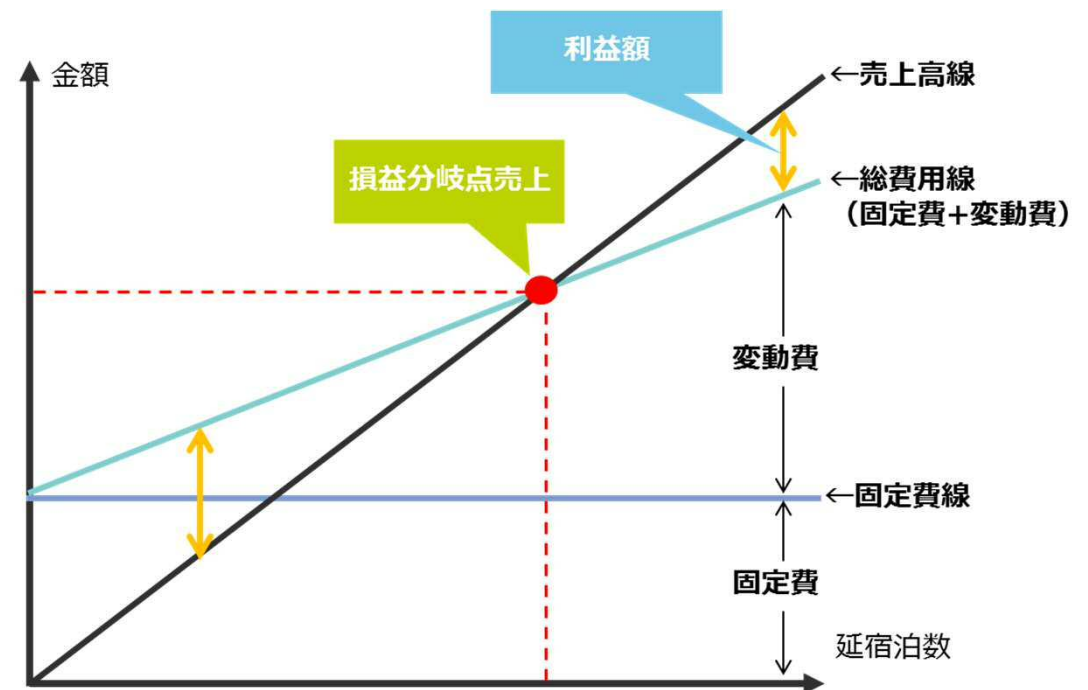 利益額
金額
←売上高線
損益分岐点売上
←総費用線
（固定費+変動費）
変動費
←固定費線
固定費
延宿泊数